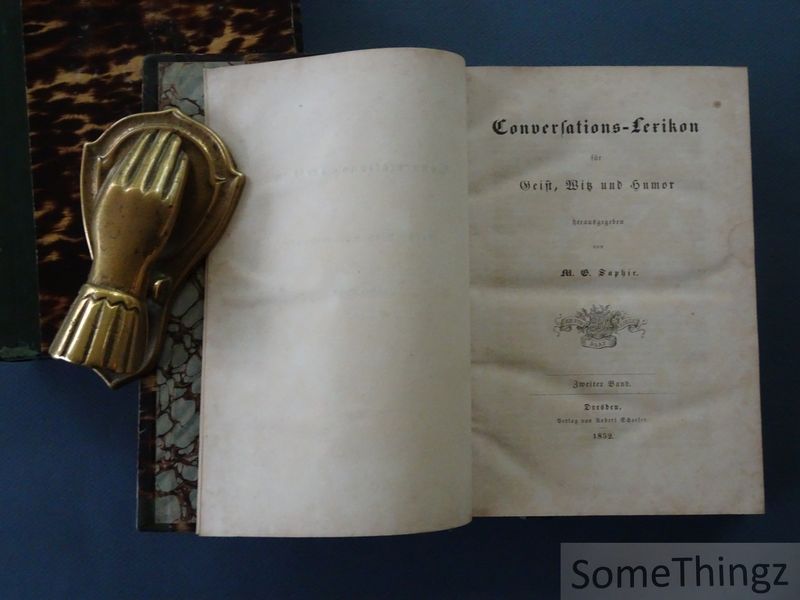 Converſations-Lexikon
für
Geiſt, Witz und Humor
herausgegeben
von
M. G. Saphir.
Zweiter Band.
Dresden.
Verlag von Robert Schaefer.
1852.
SomeThingz